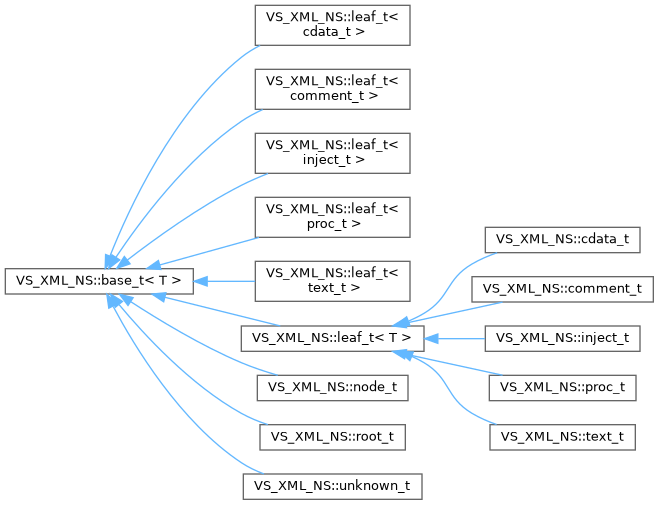 VS_XML_NS::leaf_t<
cdata_t >
VS_XML_NS::leaf_t<
comment_t >
VS_XML_NS::leaf_t<
inject_t >
VS_XML_NS::leaf_t<
proc_t >
VS_XML_NS::leaf_t<
text_t >
VS_XML_NS::base_t< T >
VS_XML_NS::leaf_t< T >
VS_XML_NS::node_t
VS_XML_NS::root_t
VS_XML_NS::unknown_t
VS_XML_NS::cdata_t
VS_XML_NS::comment_t
VS_XML_NS::inject_t
VS_XML_NS::proc_t
VS_XML_NS::text_t